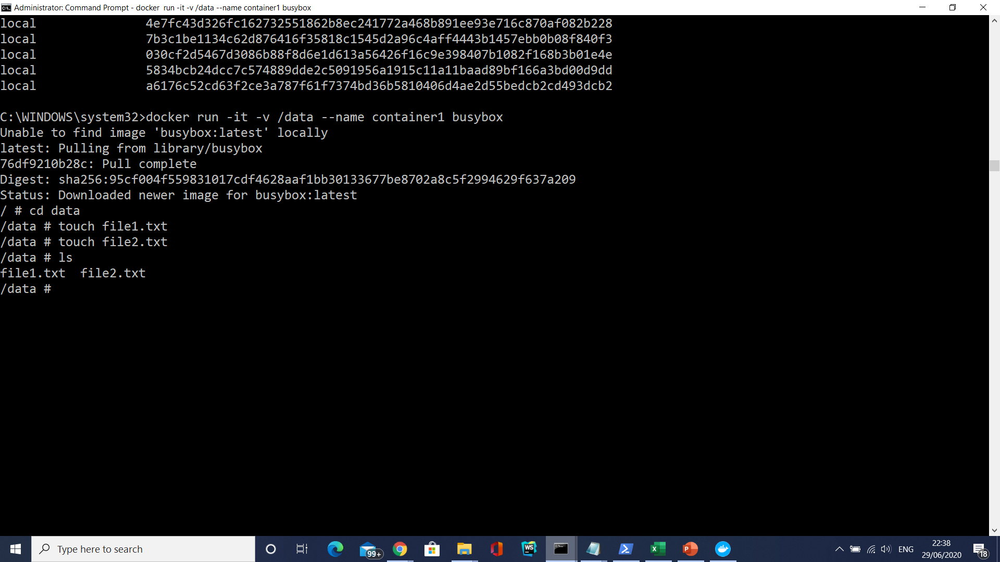 Administrator: Command Prompt - docker  run -it -v /data --name container1 busybox
local               4e7fc43d326fc162732551862b8ec241772a468b891ee93e716c870af082b228
local               7b3c1be1134c62d876416f35818c1545d2a96c4aff4443b1457ebb0b08f840f3
local               030cf2d5467d3086b88f8d6e1d613a56426f16c9e398407b1082f168b3b01e4e
local               5834bcb24dcc7c574889dde2c5091956a1915c11a11baad89bf166a3bd00d9dd
local               a6176c52cd63f2ce3a787f61f7374bd36b5810406d4ae2d55bedcb2cd493dcb2
C:\WINDOWS\system32>docker run -it -v /data --name container1 busybox
Unable to find image 'busybox:latest' locally
latest: Pulling from library/busybox
76df9210b28c: Pull complete
Digest: sha256:95cf004f559831017cdf4628aaf1bb30133677be8702a8c5f2994629f637a209
Status: Downloaded newer image for busybox:latest
/ # cd data
/data # touch file1.txt
/data # touch file2.txt
/data # ls
file1.txt  file2.txt
/data #
Type here to search
99+
WS
ENG
22:38
29/06/2020
18